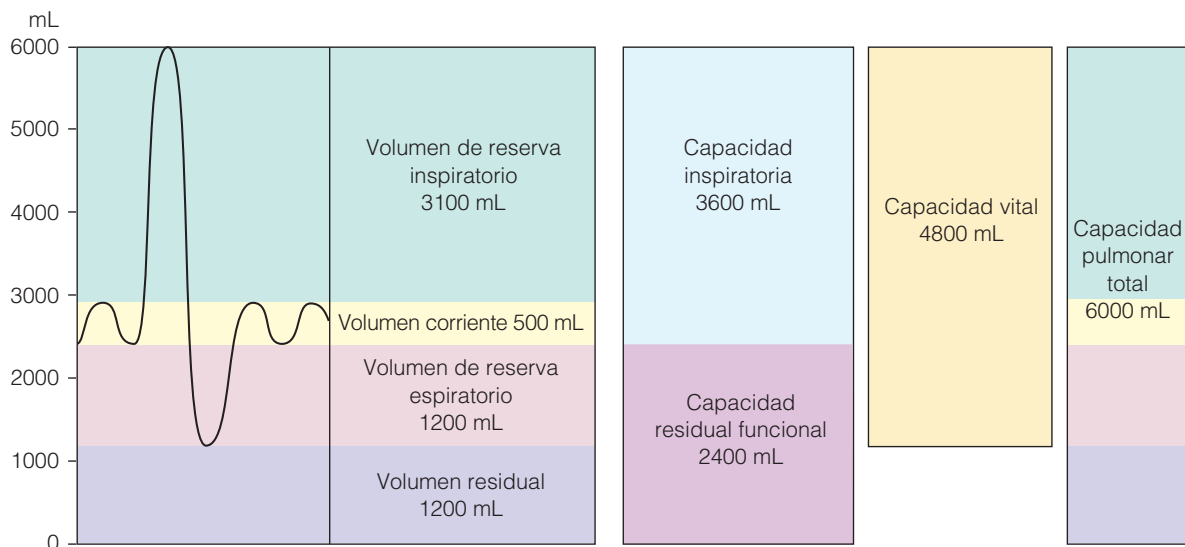 mL
6000
5000
4000
3000
2000
1000
0
Volumen de reserva
inspiratorio
3100 mL
Volumen corriente 500 mL
Volumen de reserva
espiratorio
1200 mL
Volumen residual
1200 mL
Capacidad
inspiratoria
3600 mL
Capacidad
residual funcional
2400 mL
Capacidad vital
4800 mL
Capacidad
pulmonar
total
6000 mL